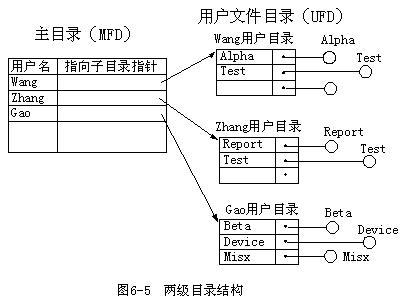 用户文件目录（UFD）
主目录（MFD）
Wang用户目录
Alpha
用户名 指向子目录指针
Alpha
Test
Wang
Test
Zhang
Gao
Zhang用户目录
Report
Report
Test
Test
Gao用户目录
Beta
Beta
Device
Device
Misx
Misx
图6-5 两级目录结构